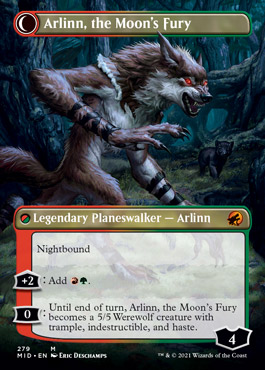 Arlinn, the Moon's Fury
Legendary Planeswalker — Arlinn
Nightbound
+2: Add
0: Until end of turn, Arlinn, the Moon's Fury
becomes a 5/5 Werewolf creature with
trample, indestructible, and haste.
4
279 M
MID • EN Eric Deschamps
™ & © 2021 Wizards of the Coast